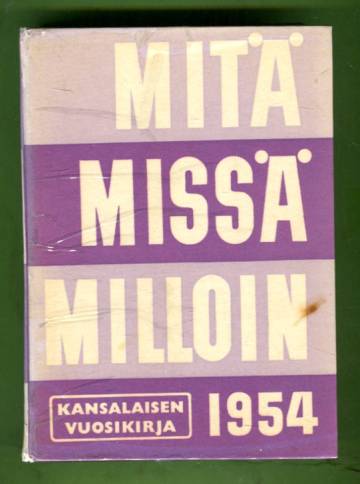 MITÄ
MISSÄ
MILLOIN
KANSALAISEN
VUOSIKIRJA
1954